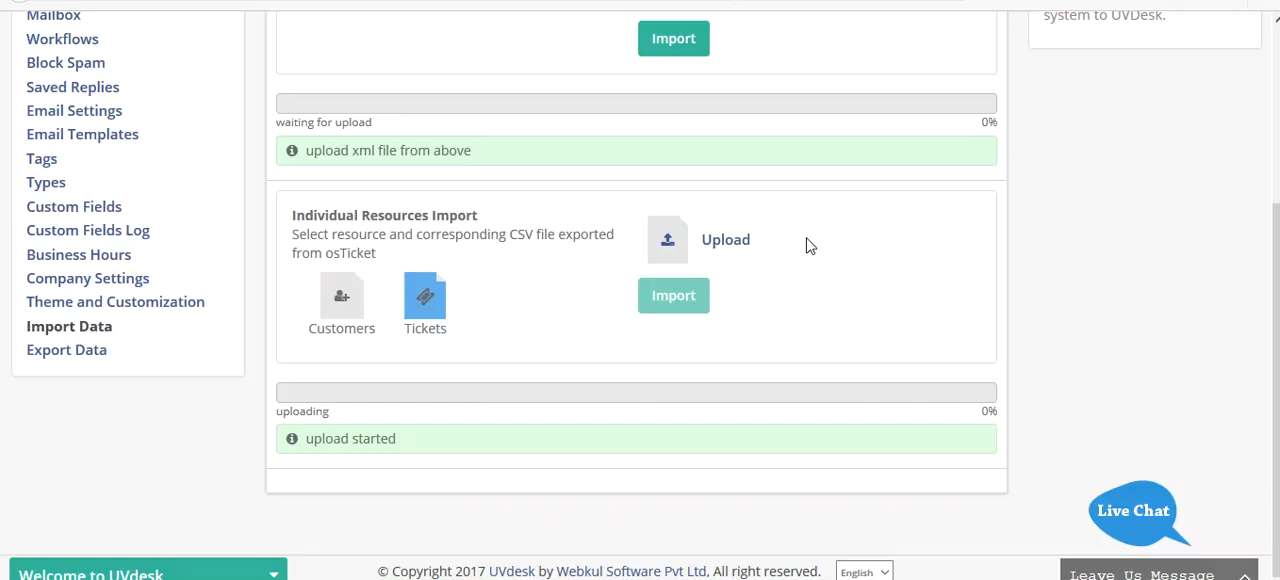 Mailbox
Workflows
Block Spam
Saved Replies
Email Settings
Email Templates
Tags
Types
Custom Fields
Custom Fields Log
Business Hours
Company Settings
Theme and Customization
Import Data
Export Data
Import
waiting for upload 0%
upload xml file from above
Individual Resources Import
Select resource and corresponding CSV file exported
from osTicket
Customers Tickets
Upload
Import
uploading 0%
upload started
system to UVDesk.
Live Chat
Welcome to UVdesk
© Copyright 2017 UVdesk by Webkul Software Pvt Ltd, All right reserved.
English
Leave Us Message